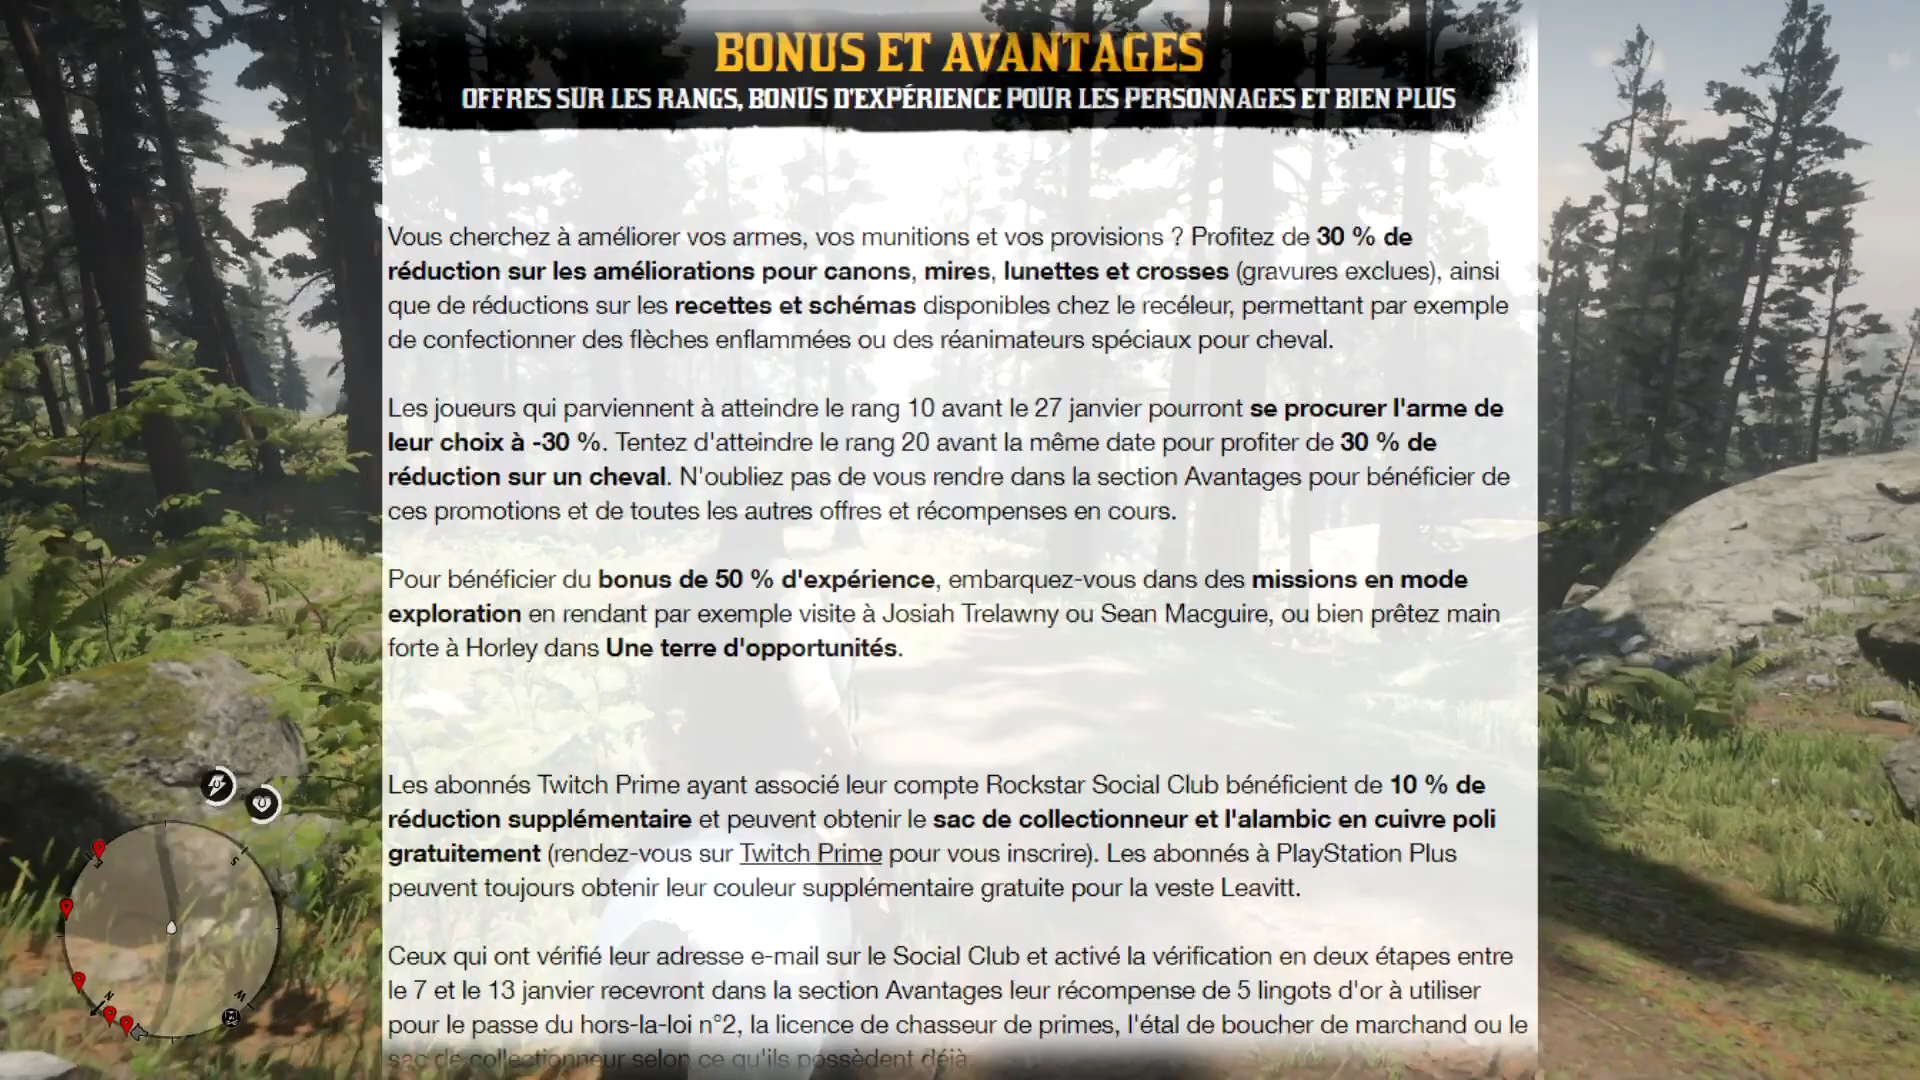 BONUS ET AVANTAGES
OFFRES SUR LES RANGS, BONUS D'EXPÉRIENCE POUR LES PERSONNAGES ET BIEN PLUS
Vous cherchez à améliorer vos armes, vos munitions et vos provisions ? Profitez de 30 % de
réduction sur les améliorations pour canons, mires, lunettes et crosses (gravures exclues), ainsi
que de réductions sur les recettes et schémas disponibles chez le recéleur, permettant par exemple
de confectionner des flèches enflammées ou des réanimateurs spéciaux pour cheval.
Les joueurs qui parviennent à atteindre le rang 10 avant le 27 janvier pourront se procurer l'arme de
leur choix à -30 %. Tentez d'atteindre le rang 20 avant la même date pour profiter de 30 % de
réduction sur un cheval. N'oubliez pas de vous rendre dans la section Avantages pour bénéficier de
ces promotions et de toutes les autres offres et récompenses en cours.
Pour bénéficier du bonus de 50 % d'expérience, embarquez-vous dans des missions en mode
exploration en rendant par exemple visite à Josiah Trelawny ou Sean Macguire, ou bien prêtez main
forte à Horley dans Une terre d'opportunités.
Les abonnés Twitch Prime ayant associé leur compte Rockstar Social Club bénéficient de 10 % de
réduction supplémentaire et peuvent obtenir le sac de collectionneur et l'alambic en cuivre poli
gratuitement (rendez-vous sur Twitch Prime pour vous inscrire). Les abonnés à PlayStation Plus
peuvent toujours obtenir leur couleur supplémentaire gratuite pour la veste Leavitt.
Ceux qui ont vérifié leur adresse e-mail sur le Social Club et activé la vérification en deux étapes entre
le 7 et le 13 janvier recevront dans la section Avantages leur récompense de 5 lingots d'or à utiliser
pour le passe du hors-la-loi n°2, la licence de chasseur de primes, l'étal de boucher de marchand ou le
sac de collectionneur selon ce qu'ils possèdent déjà.
S
N
W